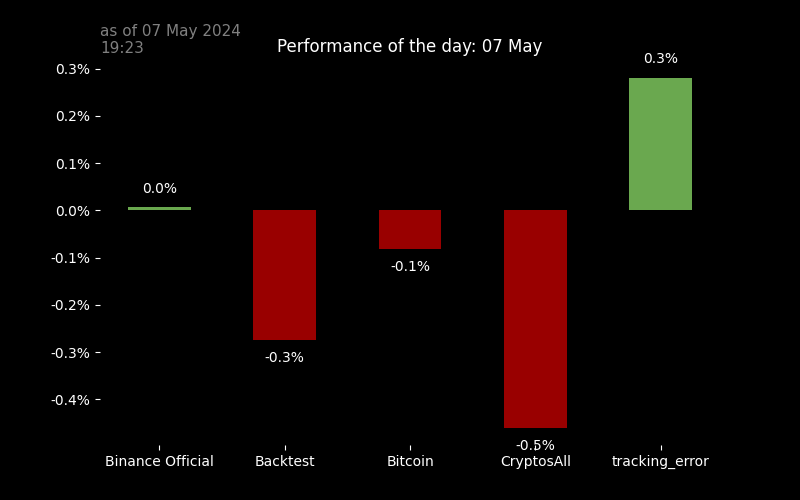 as of 07 May 2024
19:23
Performance of the day: 07 May
0.3%
0.2%
0.1%
0.0%
-0.1%
-0.2%
-0.3%
-0.4%
0.0%
-0.3%
-0.1%
-0.5%
0.3%
Binance Official
Backtest
Bitcoin
CryptosAll
tracking_error